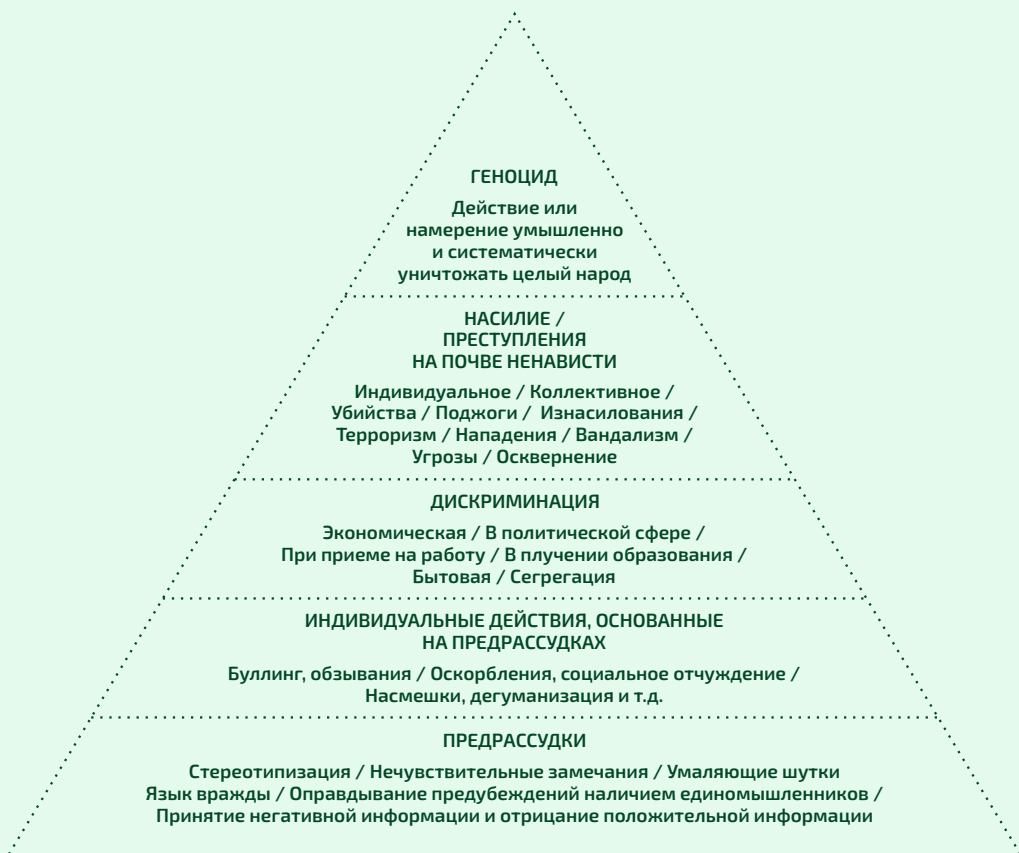 ГЕНОЦИД
Действие или
намерение умышленно
и систематически
уничтожать целый народ
НАСИЛИЕ /
ПРЕСТУПЛЕНИЯ
НА ПОЧВЕ НЕНАВИСТИ
Индивидуальное / Коллективное /
Убийства / Поджоги / Изнасилования /
Терроризм / Нападения / Вандализм /
Угрозы / Осквернение
ДИСКРИМИНАЦИЯ
Экономическая / В политической сфере /
При приеме на работу / В плучении образования /
Бытовая / Сегрегация
ИНДИВИДУАЛЬНЫЕ ДЕЙСТВИЯ, ОСНОВАННЫЕ
НА ПРЕДРАССУДКАХ
Буллинг, обзывания / Оскорбления, социальное отчуждение /
Насмешки, дегуманизация и т.д.
ПРЕДРАССУДКИ
Стереотипизация / Нечувствительные замечания / Умаляющие шутки
Язык вражды / Оправдывание предубеждений наличием единомышленников /
Принятие негативной информации и отрицание положительной информации